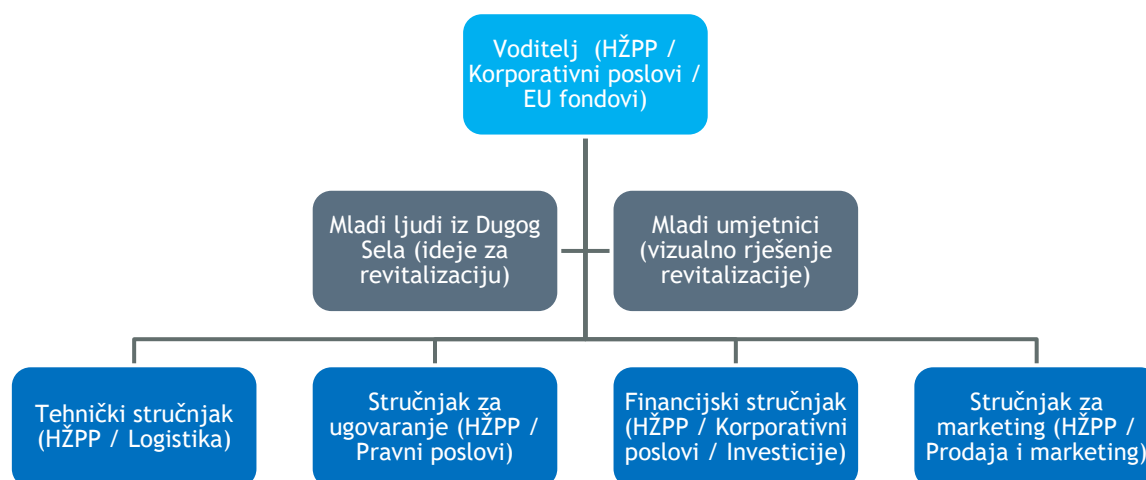 Voditelj (HŽPP /
Korporativni poslovi /
EU fondovi)
Mladi ljudi iz Dugog
Sela (ideje za
revitalizaciju)
Mladi umjetnici
(vizualno rješenje
revitalizacije)
Tehnički stručnjak
(HŽPP / Logistika)
Stručnjak za
ugovaranje (HŽPP /
Pravni poslovi)
Financijski stručnjak
(HŽPP / Korporativni
poslovi / Investicije)
Stručnjak za
marketing (HŽPP /
Prodaja i marketing)